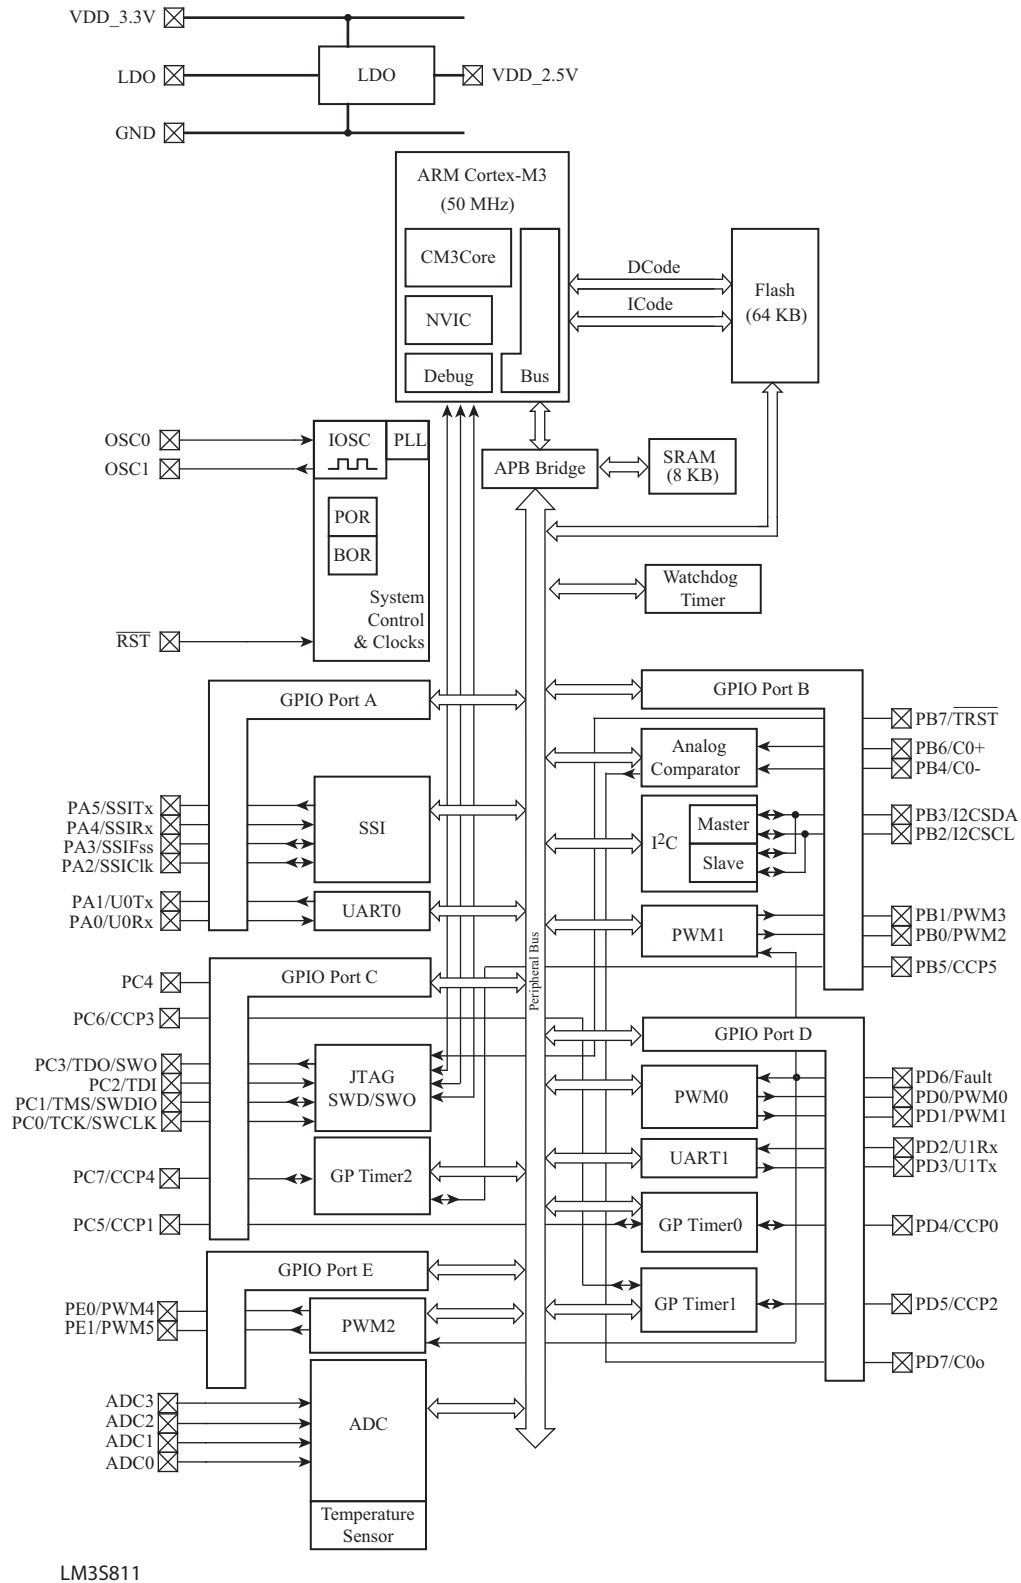 VDD_3.3V
LDO
LDO
VDD_2.5V
GND
ARM Cortex-M3
(50 MHz)
CM3Core
NVIC
Debug
Bus
DCode
ICode
Flash
(64 KB)
OSC0
OSC1
IOSC
PLL
APB Bridge
SRAM
(8 KB)
POR
BOR
System
Control
& Clocks
RST
Watchdog
Timer
GPIO Port A
GPIO Port B
PB7/TRST
PB6/C0+
PB4/C0-
Analog
Comparator
PA5/SSITx
PA4/SSIRx
PA3/SSIFss
PA2/SSIClk
SSI
I2C
Master
Slave
PB3/I2CSDA
PB2/I2CSCL
PA1/U0Tx
PA0/U0Rx
UART0
PWM1
PB1/PWM3
PB0/PWM2
Peripheral Bus
PB5/CCP5
PC4
GPIO Port C
PC6/CCP3
GPIO Port D
PC3/TDO/SWO
PC2/TDI
PC1/TMS/SWDIO
PC0/TCK/SWCLK
JTAG
SWD/SWO
PWM0
PD6/Fault
PD0/PWM0
PD1/PWM1
UART1
PD2/U1Rx
PD3/U1Tx
PC7/CCP4
GP Timer2
PC5/CCP1
GP Timer0
PD4/CCP0
GPIO Port E
PE0/PWM4
PE1/PWM5
PWM2
GP Timer1
PD5/CCP2
PD7/C0o
ADC3
ADC2
ADC1
ADC0
ADC
Temperature
Sensor
LM3S811